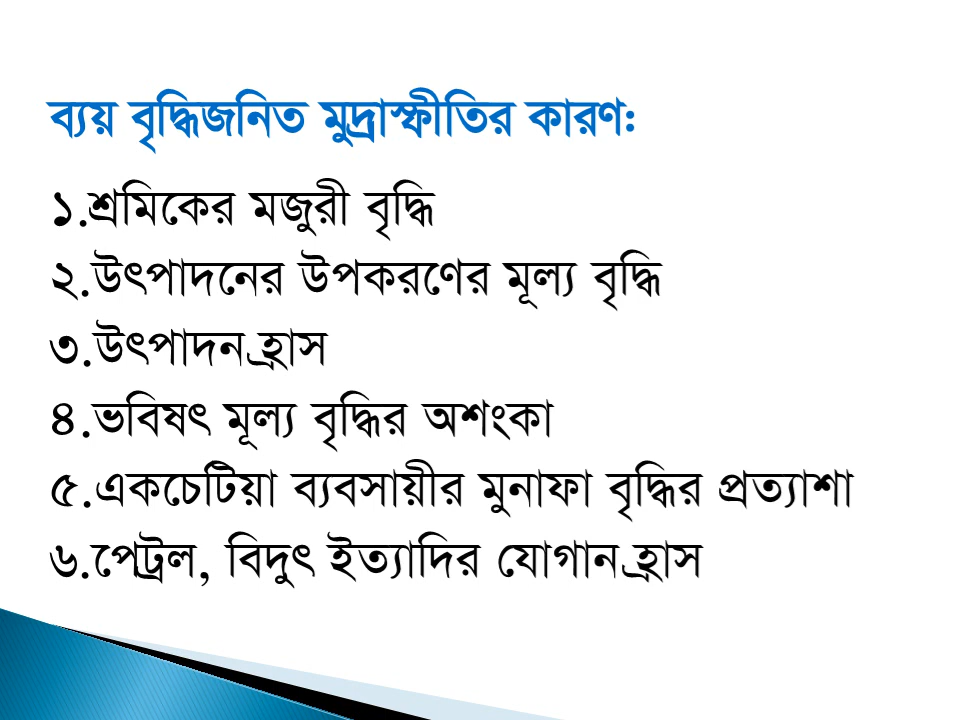 ব্যয় বৃদ্ধিজনিত মুদ্রাস্ফীতির কারণ:
১.শ্রমিকের মজুরী বৃদ্ধি
২.উৎপাদনের উপকরণের মূল্য বৃদ্ধি
৩.উৎপাদন হ্রাস
৪.ভবিষৎ মূল্য বৃদ্ধির অশংকা
৫.একচেটিয়া ব্যবসায়ীর মুনাফা বৃদ্ধির প্রত্যাশা
৬.পেট্রল, বিদুৎ ইত্যাদির যোগান হ্রাস